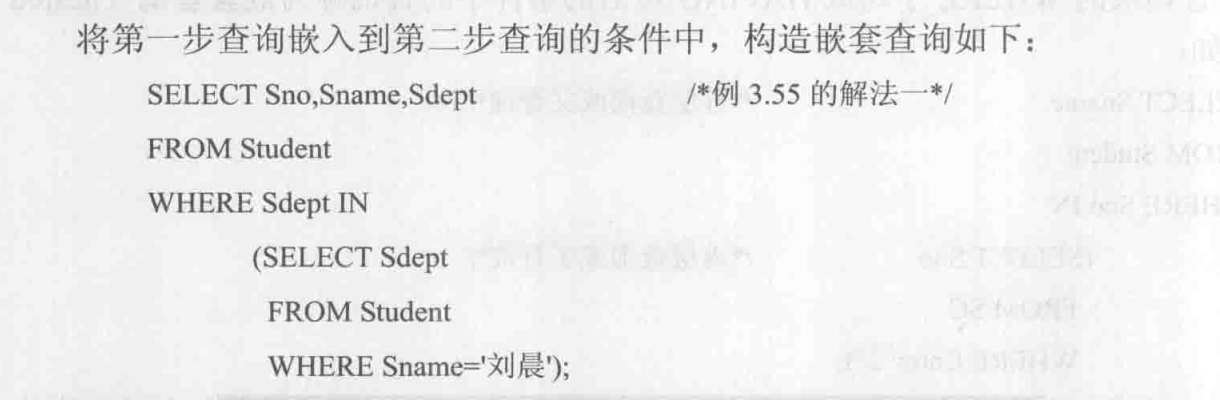 将第一步查询嵌入到第二步查询的条件中，构造嵌套查询如下：
SELECT Sno,Sname,Sdept /*例 3.55 的解法一*/
FROM Student
WHERE Sdept IN
(SELECT Sdept
FROM Student
WHERE Sname='刘晨');